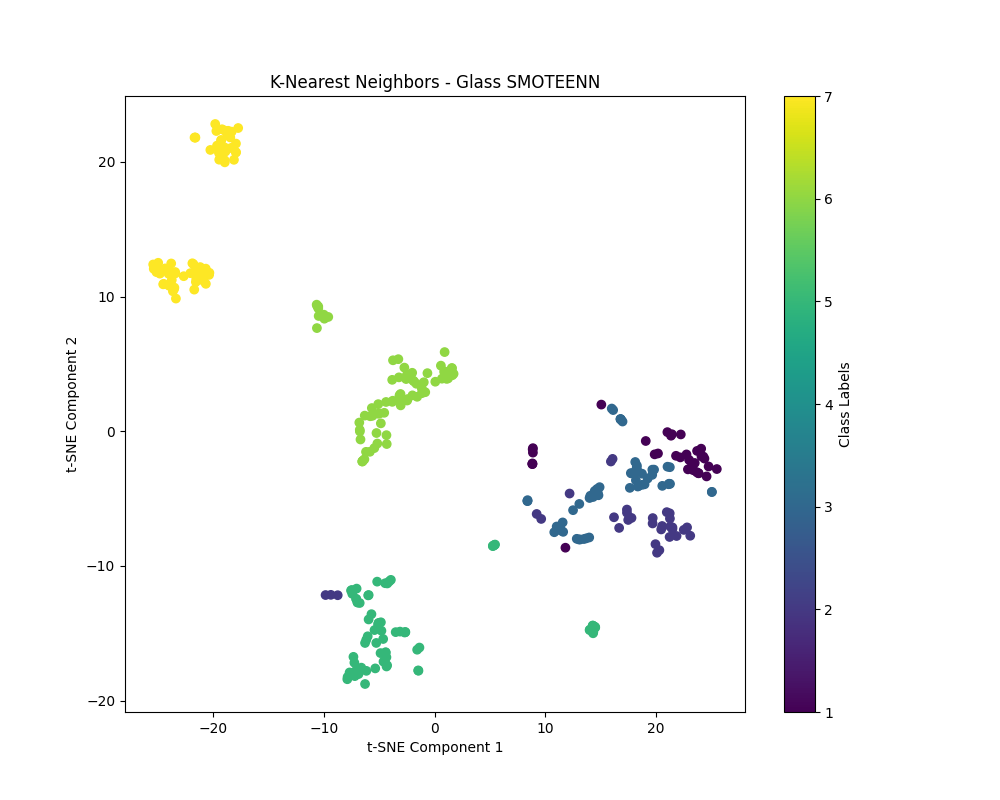 K-Nearest Neighbors - Glass SMOTEENN
t-SNE Component 2
20
10
0
−10
−20
−20 −10 0 10 20
t-SNE Component 1
7
6
5
4
3
2
1
Class Labels